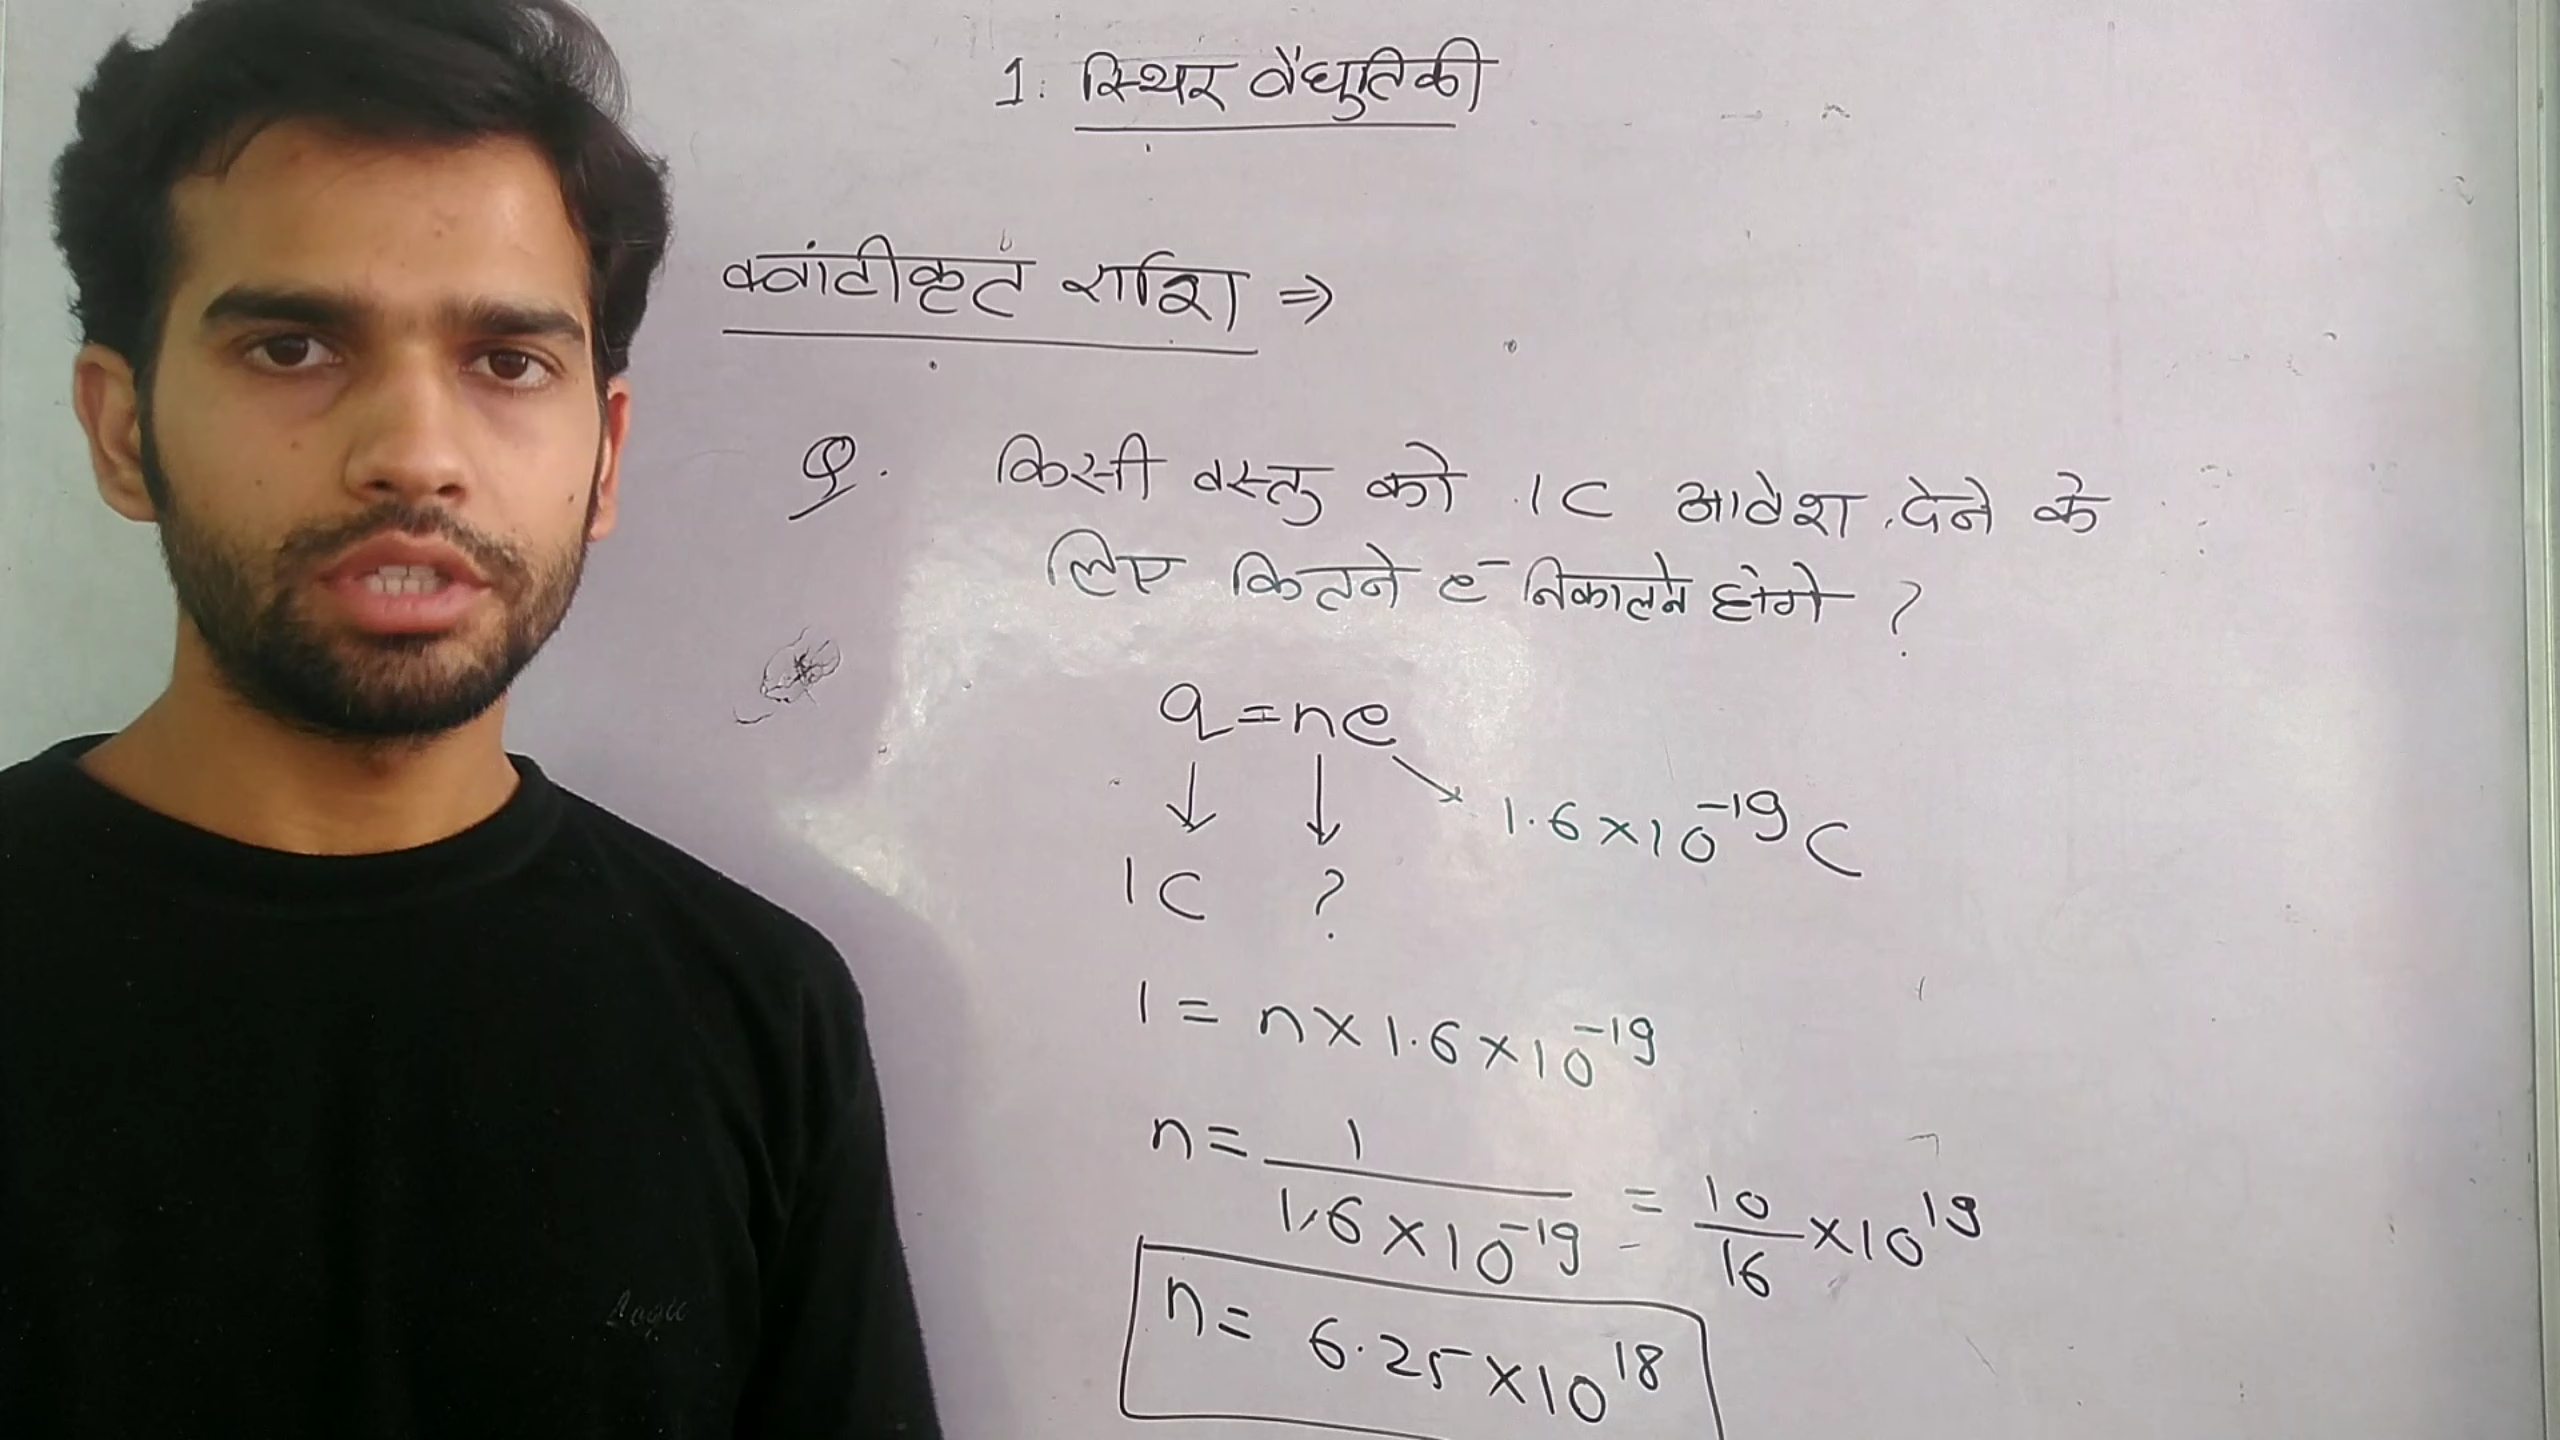 1. स्थिर वैद्युतिकी
क्वांटीकृत राशि ⇒
Q. किसी वस्तु को 1C आवेश देने के
लिए कितने e⁻ निकालने होंगे ?
q = ne
1.6 × 10⁻¹⁹ C
1C ?
1 = n × 1.6 × 10⁻¹⁹
n = 1 / 1.6 × 10⁻¹⁹ = 10/16 × 10¹⁹
n = 6.25 × 10¹⁸